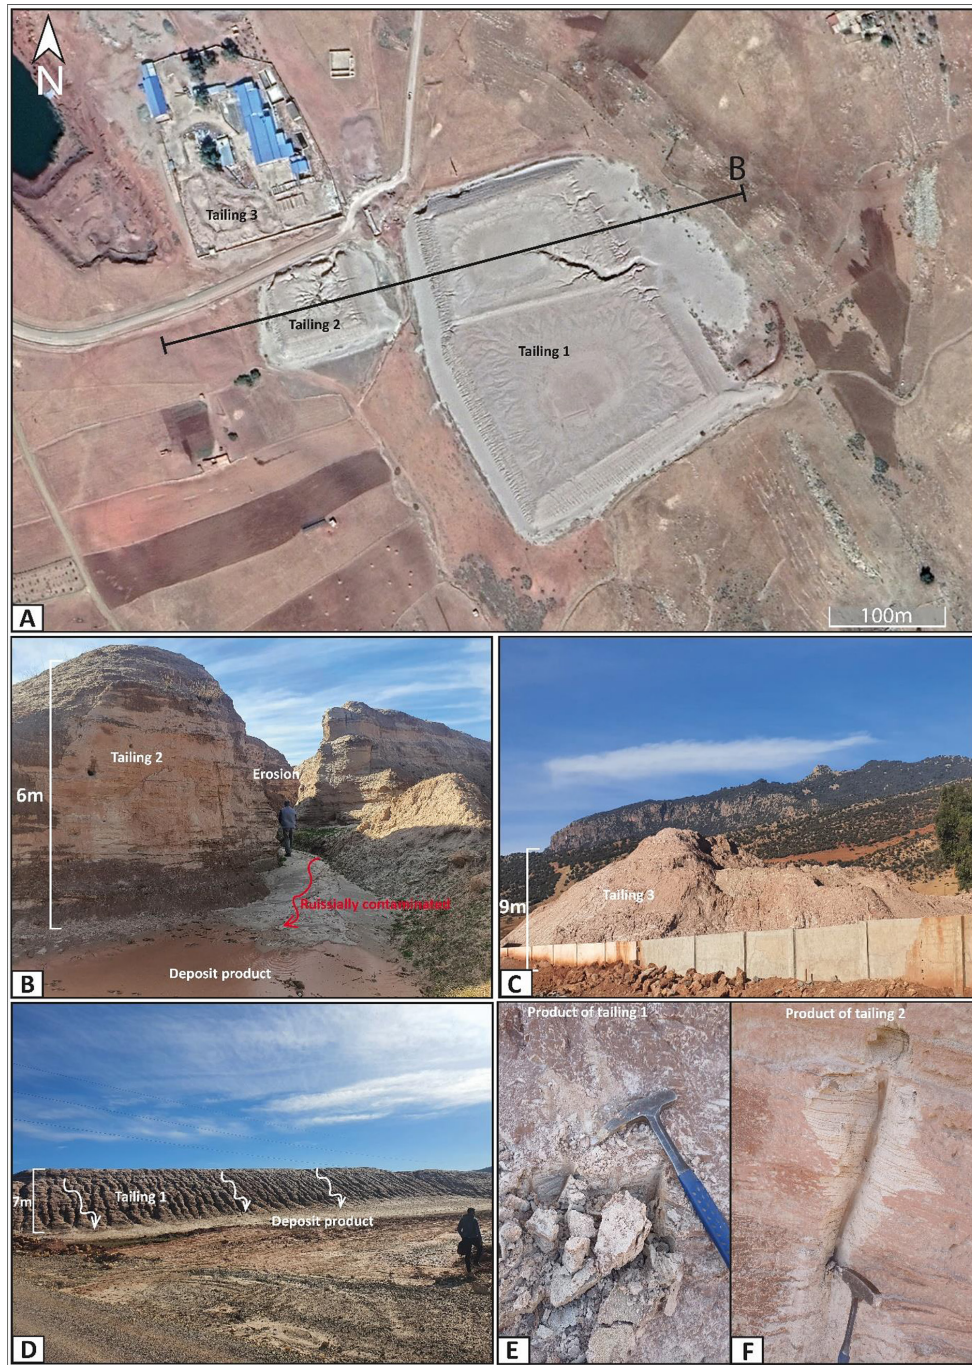 N
B
Tailing 3
Tailing 2
Tailing 1
100m
A
Tailing 2
Erosion
6m
Ruissially contaminated
Deposit product
B
Tailing 3
9m
C
Tailing 1
7m
Deposit product
D
Product of tailing 1
E
Product of tailing 2
F